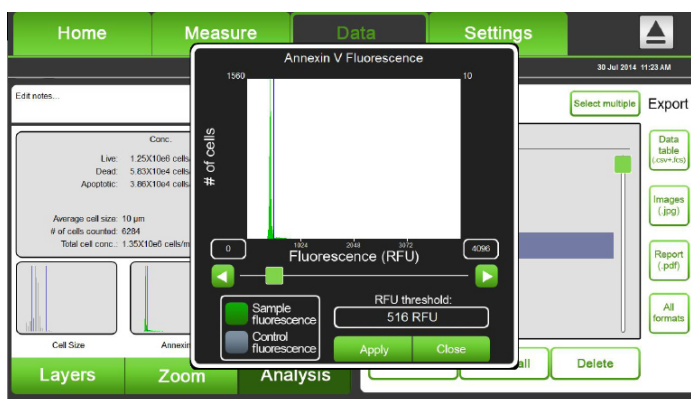 Home
Measure
Data
Settings
30 Jul 2014 11:23 AM
Edit notes...
Select multiple
Export
Conc.
Live: 1.25X10e6 cells
Dead: 5.83X10e4 cells
Apoptotic: 3.86X10e4 cells
Average cell size: 10 µm
# of cells counted: 6284
Total cell conc.: 1.35X10e6 cells/m
Cell Size
Annexin
Annexin V Fluorescence
1560
10
# of cells
0
1924
2048
3072
4096
Fluorescence (RFU)
Sample
fluorescence
Control
fluorescence
RFU threshold:
516 RFU
Apply
Close
Data
table
(.csv+.fcs)
Images
(.jpg)
Report
(.pdf)
All
formats
all
Delete
Layers
Zoom
Analysis